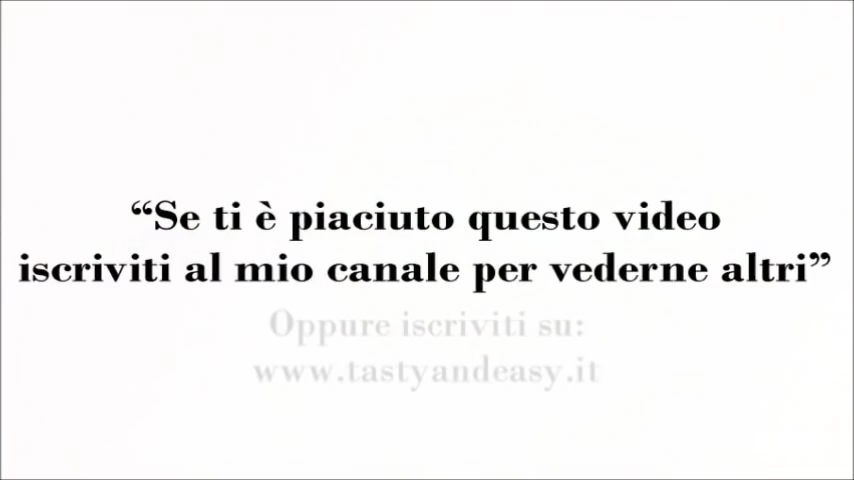 “Se ti è piaciuto questo video
iscriviti al mio canale per vederne altri”
Oppure iscriviti su:
www.tastyandeasy.it